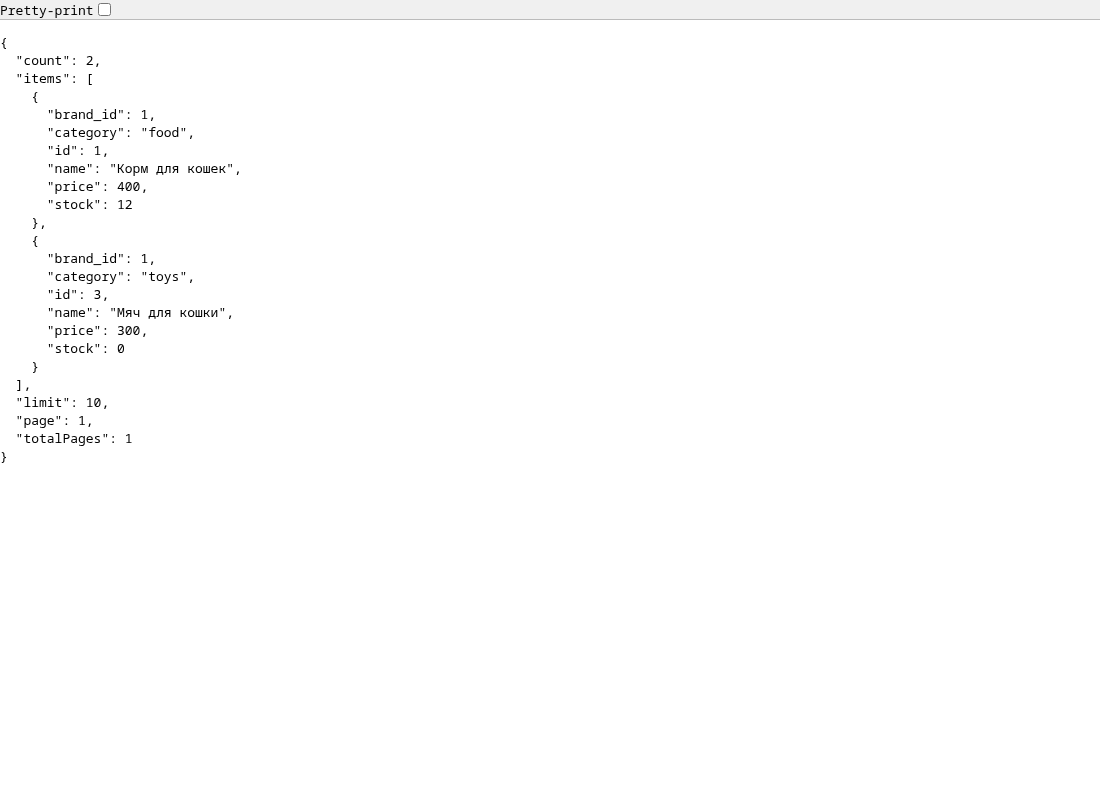 Pretty-print
{
  "count": 2,
  "items": [
    {
      "brand_id": 1,
      "category": "food",
      "id": 1,
      "name": "Корм для кошек",
      "price": 400,
      "stock": 12
    },
    {
      "brand_id": 1,
      "category": "toys",
      "id": 3,
      "name": "Мяч для кошки",
      "price": 300,
      "stock": 0
    }
  ],
  "limit": 10,
  "page": 1,
  "totalPages": 1
}